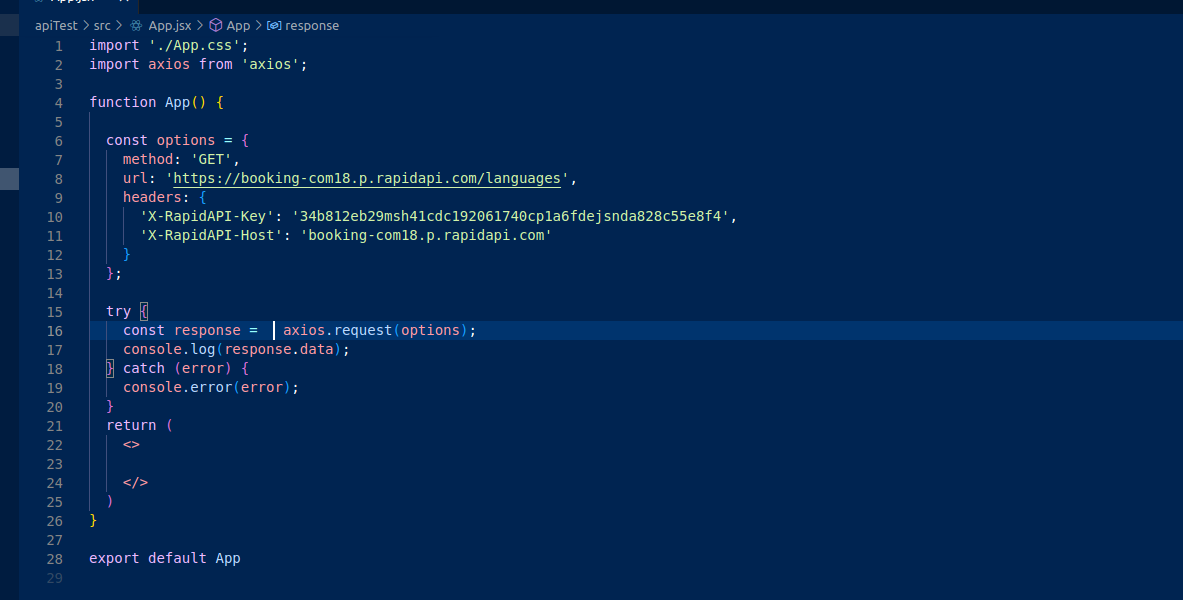 App.jsx
apiTest > src > App.jsx > App > response
1 import './App.css';
2 import axios from 'axios';
3
4 function App() {
5
6 const options = {
7 method: 'GET',
8 url: 'https://booking-com18.p.rapidapi.com/languages',
9 headers: {
10 'X-RapidAPI-Key': '34b812eb29msh41cdc192061740cp1a6fdejsnda828c55e8f4',
11 'X-RapidAPI-Host': 'booking-com18.p.rapidapi.com'
12 }
13 };
14
15 try {
16 const response = axios.request(options);
17 console.log(response.data);
18 } catch (error) {
19 console.error(error);
20 }
21 return (
22 <>
23
24 </>
25 )
26 }
27
28 export default App
29